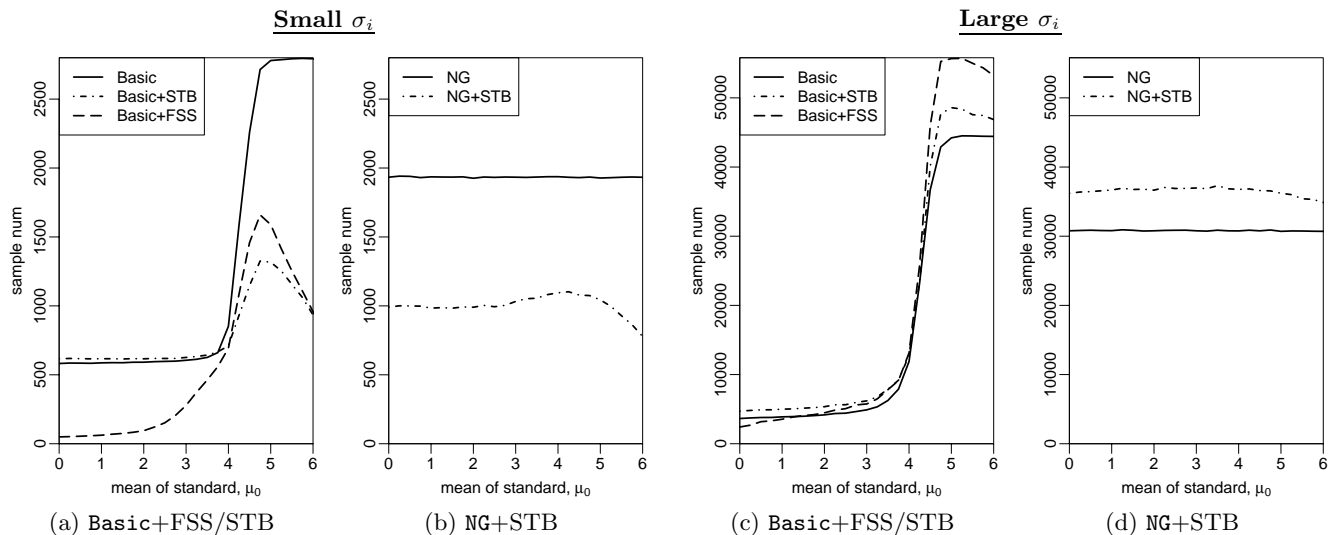 Small σᵢ
Large σᵢ
Basic
Basic+STB
Basic+FSS
sample num
0 500 1000 1500 2000 2500
0 1 2 3 4 5 6
mean of standard, μ₀
(a) Basic+FSS/STB
NG
NG+STB
sample num
0 500 1000 1500 2000 2500
0 1 2 3 4 5 6
mean of standard, μ₀
(b) NG+STB
Basic
Basic+STB
Basic+FSS
sample num
0 10000 20000 30000 40000 50000
0 1 2 3 4 5 6
mean of standard, μ₀
(c) Basic+FSS/STB
NG
NG+STB
sample num
0 10000 20000 30000 40000 50000
0 1 2 3 4 5 6
mean of standard, μ₀
(d) NG+STB